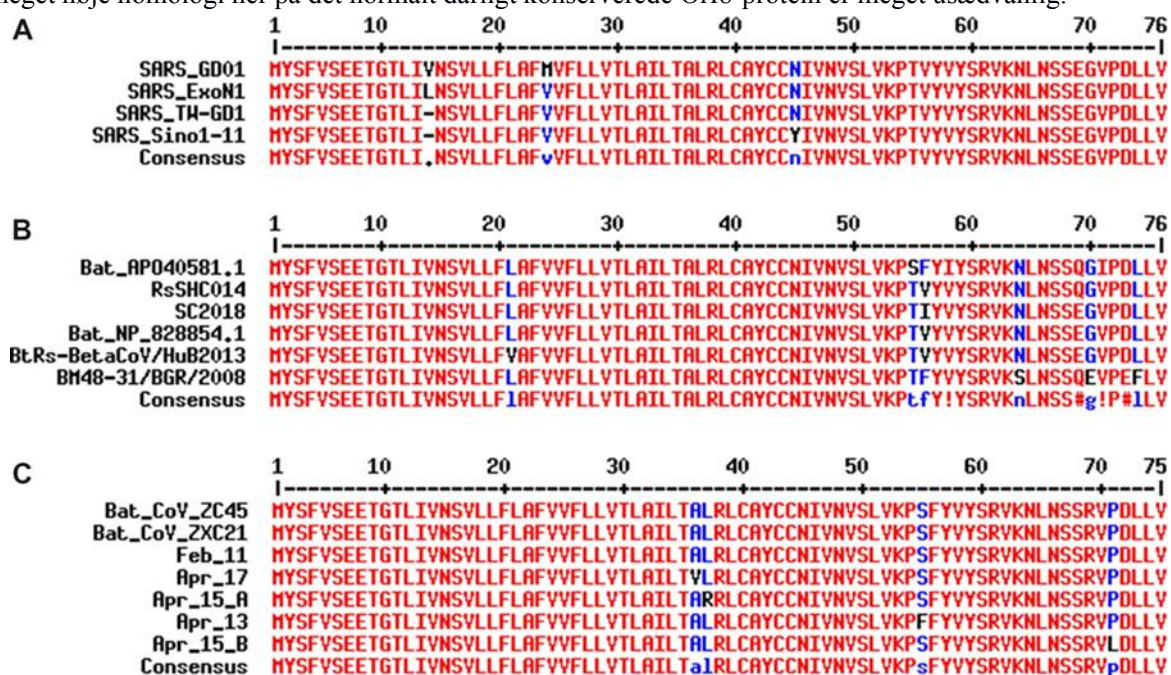 meget høje homologi her på det normalt dårligt konserverede Orf8-protein er meget usædvanlig.
A
1 10 20 30 40 50 60 70 76
|--------+---------+---------+---------+---------+---------+---------+-----|
SARS_GD01 MYSFVSEETGTLIVNSVLLFLAFMVFLLVTLAILTALRLCAYCCNIVNVSLVKPTVYVYSRVKNLNSSEGVPDLLV
SARS_ExoN1 MYSFVSEETGTLILNSVLLFLAFVVFLLVTLAILTALRLCAYCCNIVNVSLVKPTVYVYSRVKNLNSSEGVPDLLV
SARS_TW-GD1 MYSFVSEETGTLI-NSVLLFLAFVVFLLVTLAILTALRLCAYCCNIVNVSLVKPTVYVYSRVKNLNSSEGVPDLLV
SARS_Sino1-11 MYSFVSEETGTLI-NSVLLFLAFVVFLLVTLAILTALRLCAYCCYIVNVSLVKPTVYVYSRVKNLNSSEGVPDLLV
Consensus MYSFVSEETGTLI.NSVLLFLAFvVFLLVTLAILTALRLCAYCCnIVNVSLVKPTVYVYSRVKNLNSSEGVPDLLV
B
1 10 20 30 40 50 60 70 76
|--------+---------+---------+---------+---------+---------+---------+-----|
Bat_AP040581.1 MYSFVSEETGTLIVNSVLLFLAFVVFLLVTLAILTALRLCAYCCNIVNVSLVKPSFYIYSRVKNLNSSQGIPDLLV
RsSHC014 MYSFVSEETGTLIVNSVLLFLAFVVFLLVTLAILTALRLCAYCCNIVNVSLVKPTVYVYSRVKNLNSSQGVPDLLV
SC2018 MYSFVSEETGTLIVNSVLLFLAFVVFLLVTLAILTALRLCAYCCNIVNVSLVKPTIYVYSRVKNLNSSEGVPDLLV
Bat_NP_828854.1 MYSFVSEETGTLIVNSVLLFLAFVVFLLVTLAILTALRLCAYCCNIVNVSLVKPTVYVYSRVKNLNSSEGVPDLLV
BtRs-BetaCoV/HuB2013 MYSFVSEETGTLIVNSVLLFVAFVVFLLVTLAILTALRLCAYCCNIVNVSLVKPTVYVYSRVKNLNSSEGVPDLLV
BM48-31/BGR/2008 MYSFVSEETGTLIVNSVLLFLAFVVFLLVTLAILTALRLCAYCCNIVNVSLVKPTFYVYSRVKSLNSSQEVPEFLV
Consensus MYSFVSEETGTLIVNSVLLFlAFVVFLLVTLAILTALRLCAYCCNIVNVSLVKPtfY!YSRVKnLNSS#g!P#lLV
C
1 10 20 30 40 50 60 70 75
|--------+---------+---------+---------+---------+---------+---------+----|
Bat_CoV_ZC45 MYSFVSEETGTLIVNSVLLFLAFVVFLLVTLAILTALRLCAYCCNIVNVSLVKPSFYVYSRVKNLNSSRVPDLLV
Bat_CoV_ZXC21 MYSFVSEETGTLIVNSVLLFLAFVVFLLVTLAILTALRLCAYCCNIVNVSLVKPSFYVYSRVKNLNSSRVPDLLV
Feb_11 MYSFVSEETGTLIVNSVLLFLAFVVFLLVTLAILTALRLCAYCCNIVNVSLVKPSFYVYSRVKNLNSSRVPDLLV
Apr_17 MYSFVSEETGTLIVNSVLLFLAFVVFLLVTLAILTVLRLCAYCCNIVNVSLVKPSFYVYSRVKNLNSSRVPDLLV
Apr_15_A MYSFVSEETGTLIVNSVLLFLAFVVFLLVTLAILTARRLCAYCCNIVNVSLVKPSFYVYSRVKNLNSSRVPDLLV
Apr_13 MYSFVSEETGTLIVNSVLLFLAFVVFLLVTLAILTALRLCAYCCNIVNVSLVKPFFYVYSRVKNLNSSRVPDLLV
Apr_15_B MYSFVSEETGTLIVNSVLLFLAFVVFLLVTLAILTALRLCAYCCNIVNVSLVKPSFYVYSRVKNLNSSRVLDLLV
Consensus MYSFVSEETGTLIVNSVLLFLAFVVFLLVTLAILTalRLCAYCCNIVNVSLVKPsFYVYSRVKNLNSSRVpDLLV